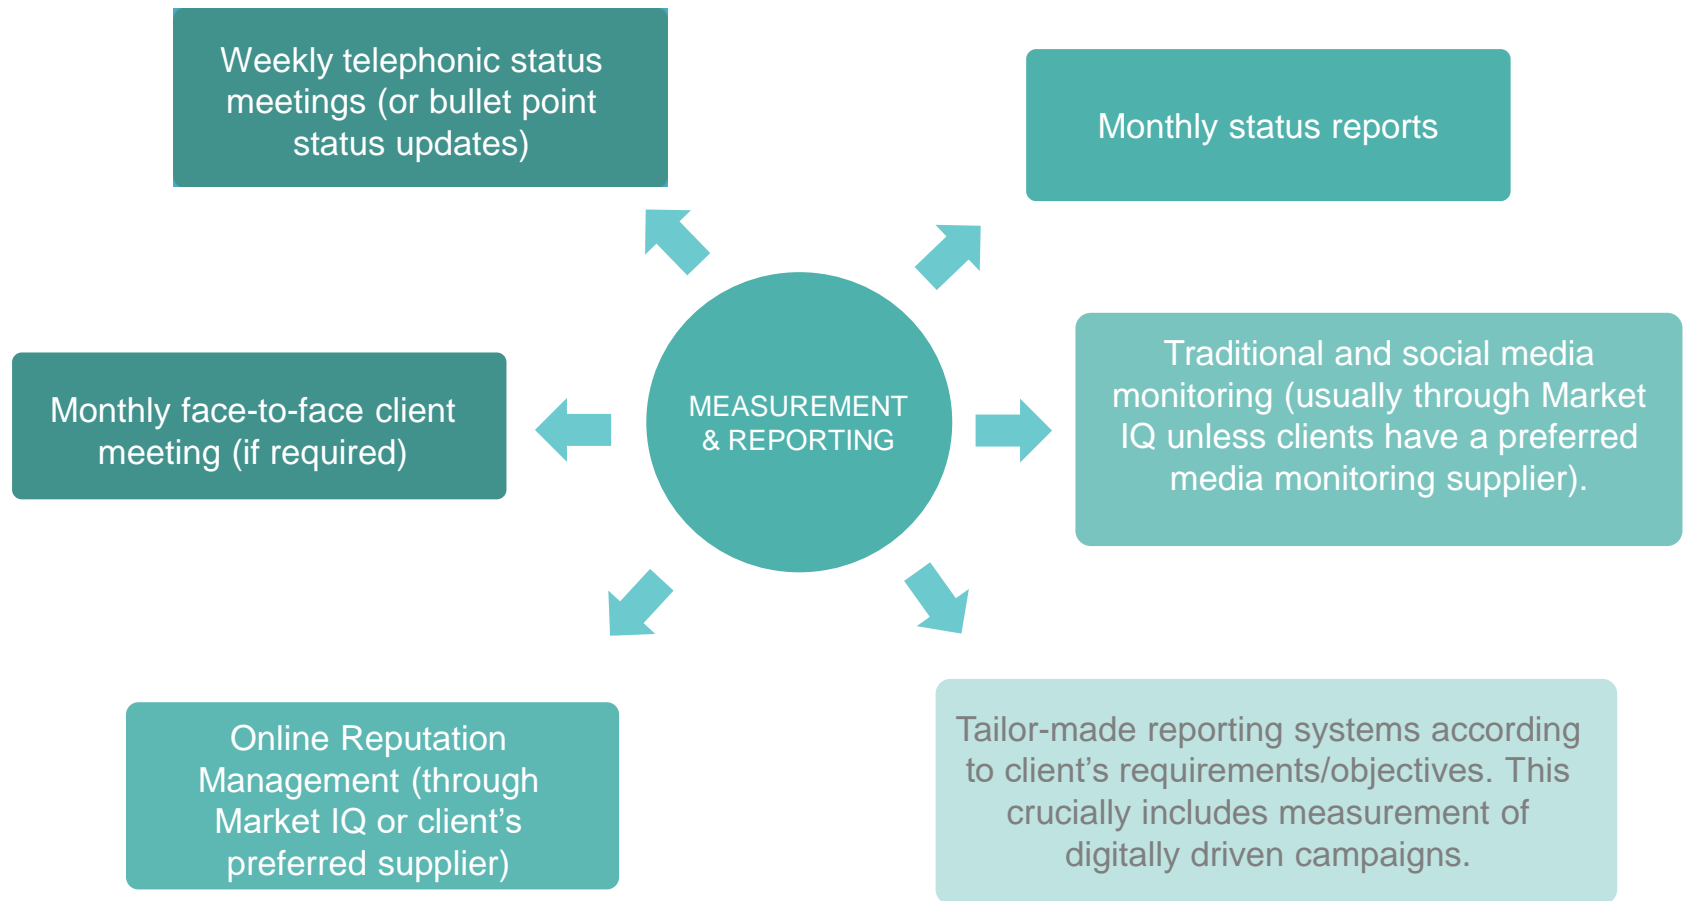 Weekly telephonic status
meetings (or bullet point
status updates)
Monthly status reports
Monthly face-to-face client
meeting (if required)
MEASUREMENT
& REPORTING
Traditional and social media
monitoring (usually through Market
IQ unless clients have a preferred
media monitoring supplier).
Online Reputation
Management (through
Market IQ or client’s
preferred supplier)
Tailor-made reporting systems according
to client’s requirements/objectives. This
crucially includes measurement of
digitally driven campaigns.